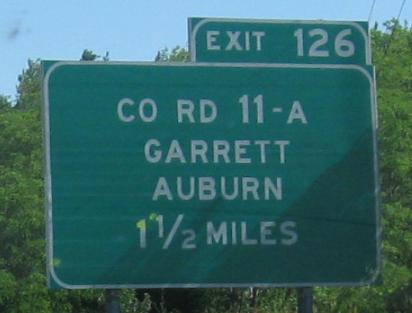 EXIT 126
CO RD 11-A
GARRETT
AUBURN
1 1/2 MILES